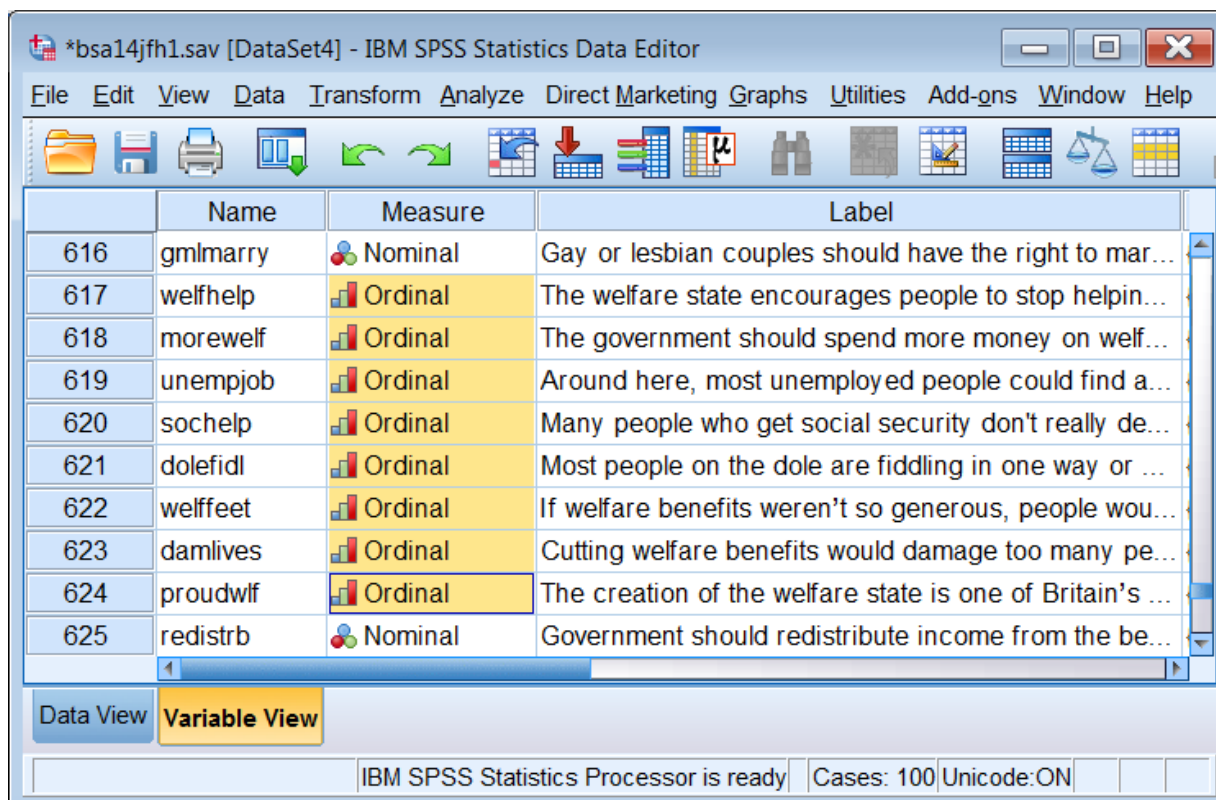 *bsa14jfh1.sav [DataSet4] - IBM SPSS Statistics Data Editor
File Edit View Data Transform Analyze Direct Marketing Graphs Utilities Add-ons Window Help
μ
Name Measure Label
616 gmlmarry Nominal Gay or lesbian couples should have the right to mar...
617 welfhelp Ordinal The welfare state encourages people to stop helpin...
618 morewelf Ordinal The government should spend more money on welf...
619 unempjob Ordinal Around here, most unemployed people could find a...
620 sochelp Ordinal Many people who get social security don't really de...
621 dolefidl Ordinal Most people on the dole are fiddling in one way or ...
622 welffeet Ordinal If welfare benefits weren’t so generous, people wou...
623 damlives Ordinal Cutting welfare benefits would damage too many pe...
624 proudwlf Ordinal The creation of the welfare state is one of Britain’s ...
625 redistrb Nominal Government should redistribute income from the be...
Data View Variable View
IBM SPSS Statistics Processor is ready Cases: 100 Unicode:ON